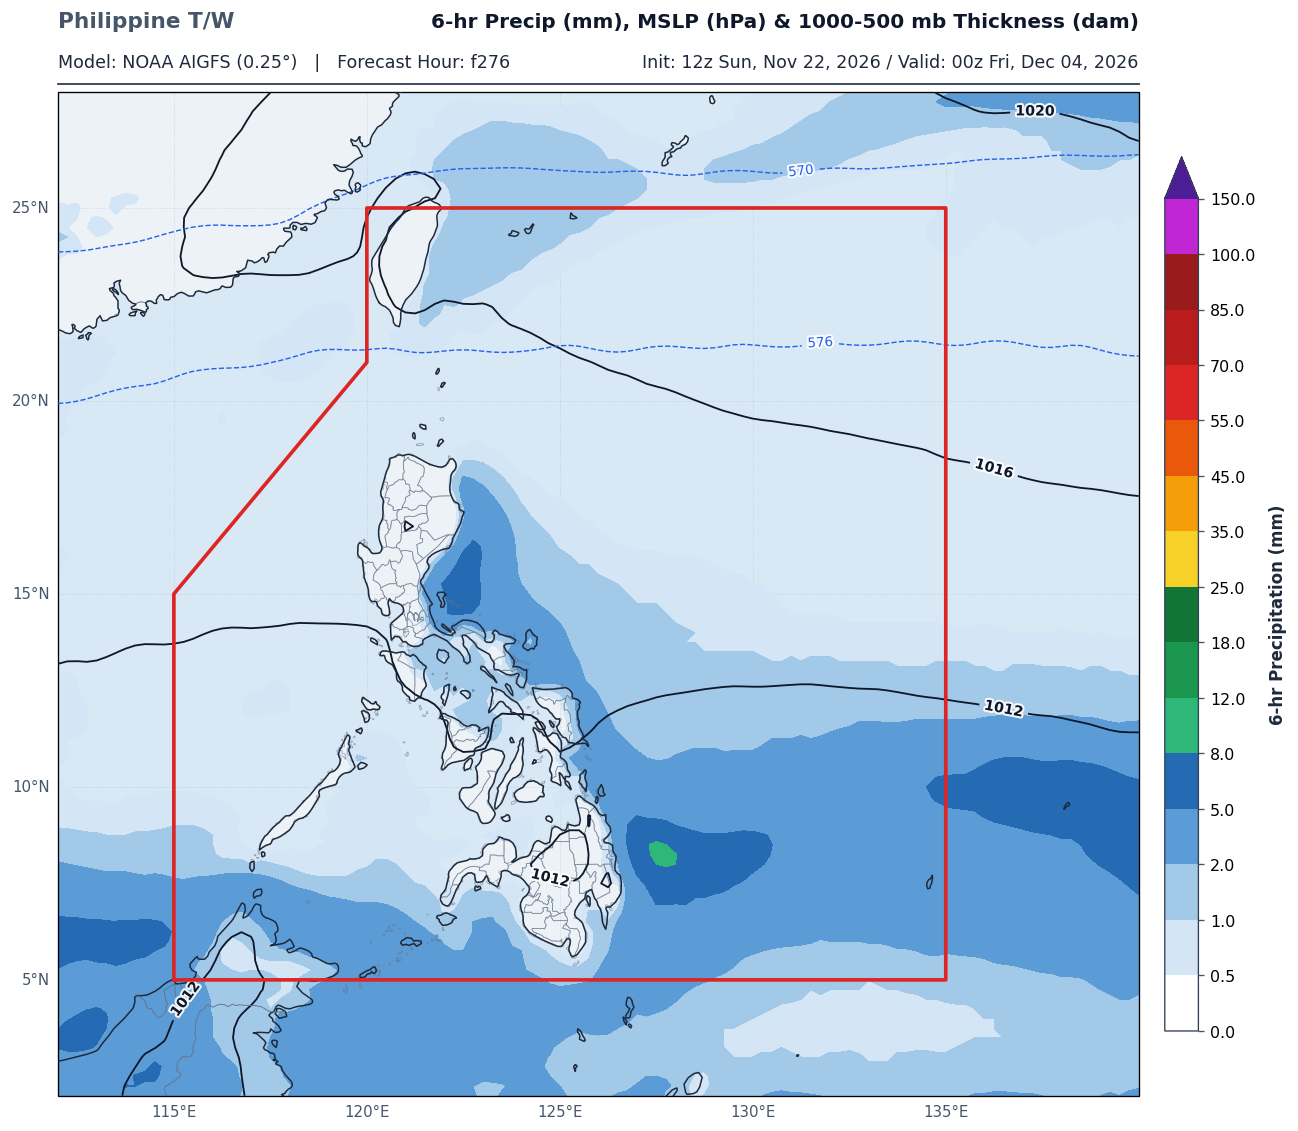 Philippine T/W
6-hr Precip (mm), MSLP (hPa) & 1000-500 mb Thickness (dam)
Model: NOAA AIGFS (0.25°) | Forecast Hour: f276
Init: 12z Sun, Nov 22, 2026 / Valid: 00z Fri, Dec 04, 2026
1020
570
576
1016
1012
1012
1012
25°N
20°N
15°N
10°N
5°N
115°E
120°E
125°E
130°E
135°E
150.0
100.0
85.0
70.0
55.0
45.0
35.0
25.0
18.0
12.0
8.0
5.0
2.0
1.0
0.5
0.0
6-hr Precipitation (mm)